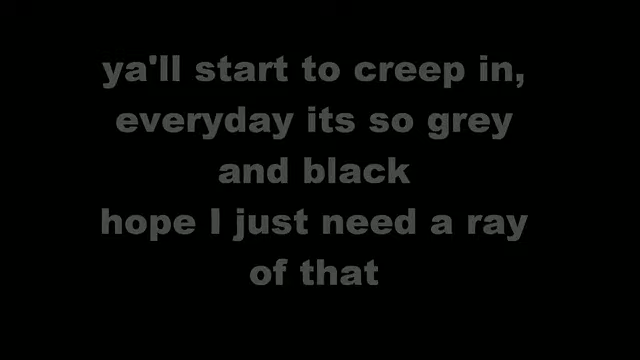 ya'll start to creep in,
everyday its so grey
and black
hope I just need a ray
of that